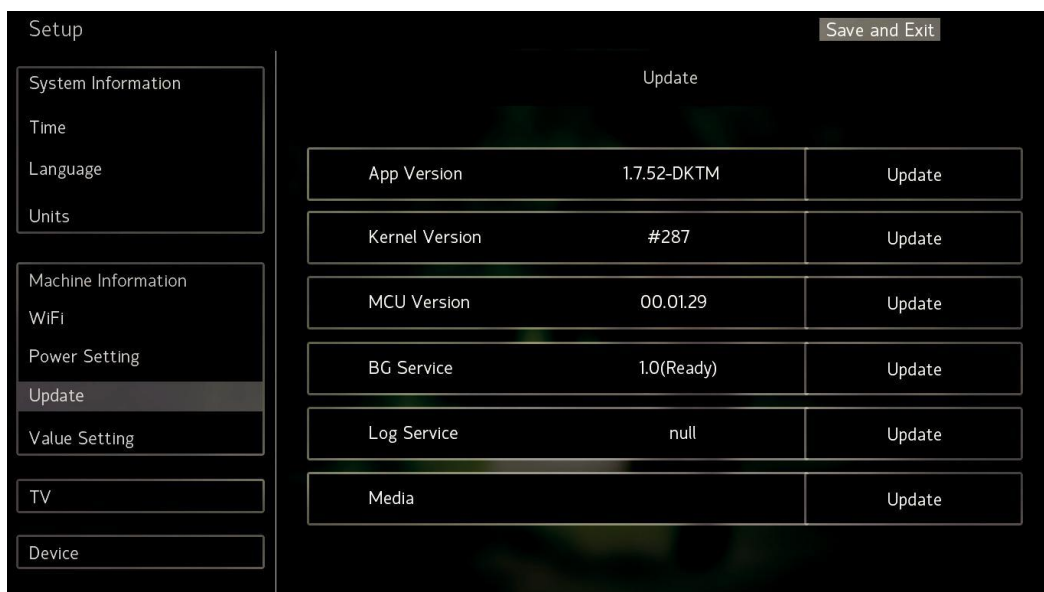 Setup
Save and Exit
System Information
Time
Language
Units
Machine Information
WiFi
Power Setting
Update
Value Setting
TV
Device
Update
App Version 1.7.52-DKTM Update
Kernel Version #287 Update
MCU Version 00.01.29 Update
BG Service 1.0(Ready) Update
Log Service null Update
Media Update